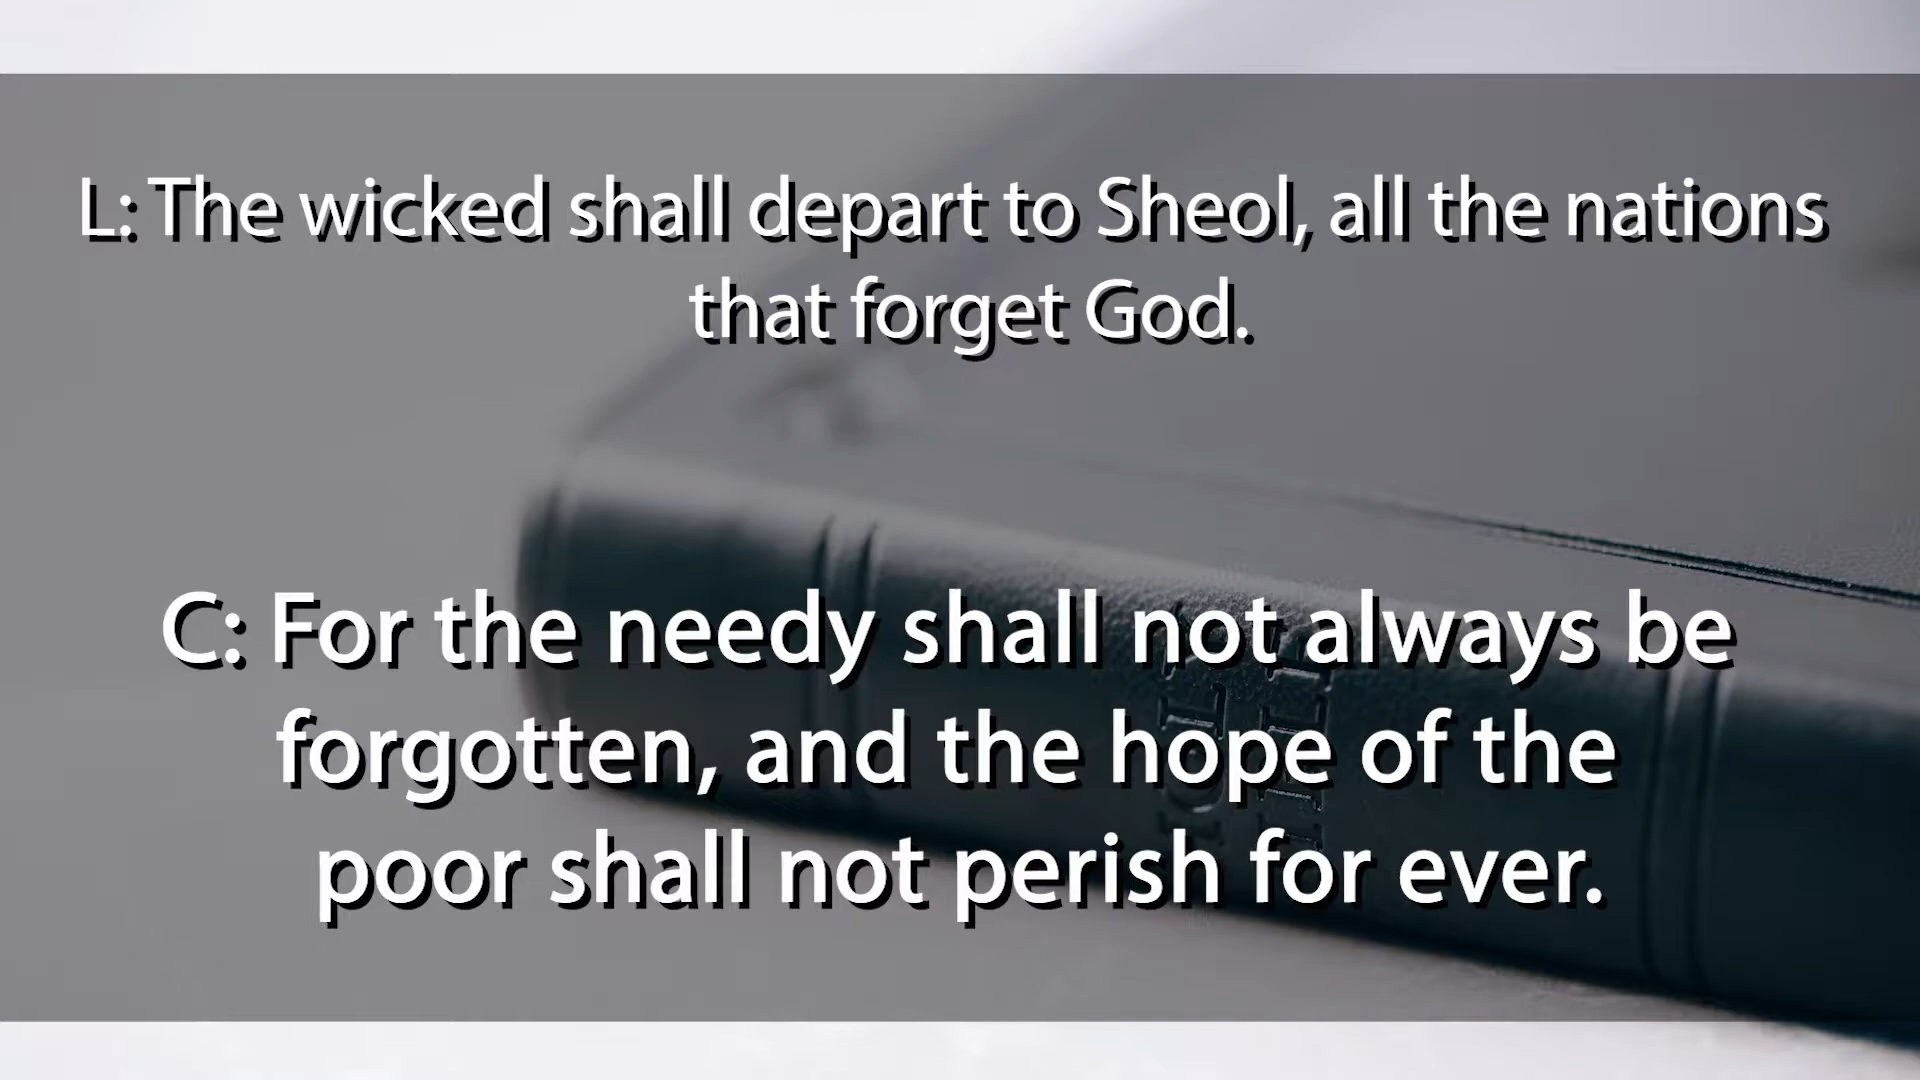 L: The wicked shall depart to Sheol, all the nations
that forget God.
C: For the needy shall not always be
forgotten, and the hope of the
poor shall not perish for ever.